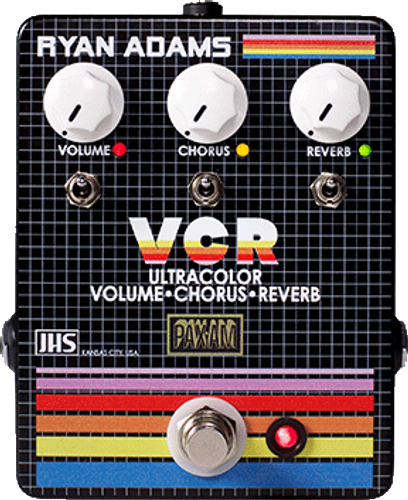 RYAN ADAMS
VOLUME CHORUS REVERB
VCR
ULTRACOLOR
VOLUME•CHORUS•REVERB
PAX·AM
JHS KANSAS CITY, USA